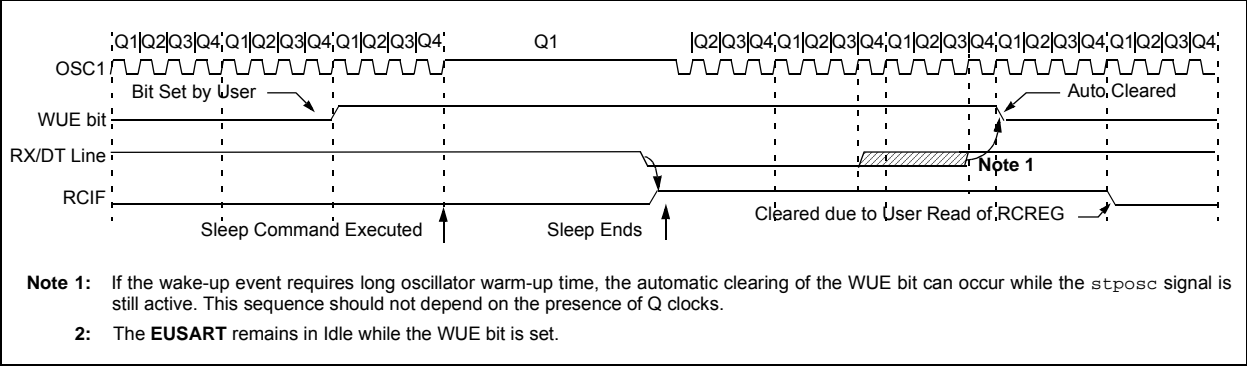 Q1 Q2 Q3 Q4 Q1 Q2 Q3 Q4 Q1 Q2 Q3 Q4 Q1 Q2 Q3 Q4 Q1 Q2 Q3 Q4 Q1 Q2 Q3 Q4 Q1 Q2 Q3 Q4 Q1 Q2 Q3 Q4
OSC1
Bit Set by User Auto Cleared
WUE bit
RX/DT Line
Note 1
RCIF
Cleared due to User Read of RCREG
Sleep Command Executed Sleep Ends
Note 1: If the wake-up event requires long oscillator warm-up time, the automatic clearing of the WUE bit can occur while the stposc signal is
still active. This sequence should not depend on the presence of Q clocks.
2: The EUSART remains in Idle while the WUE bit is set.